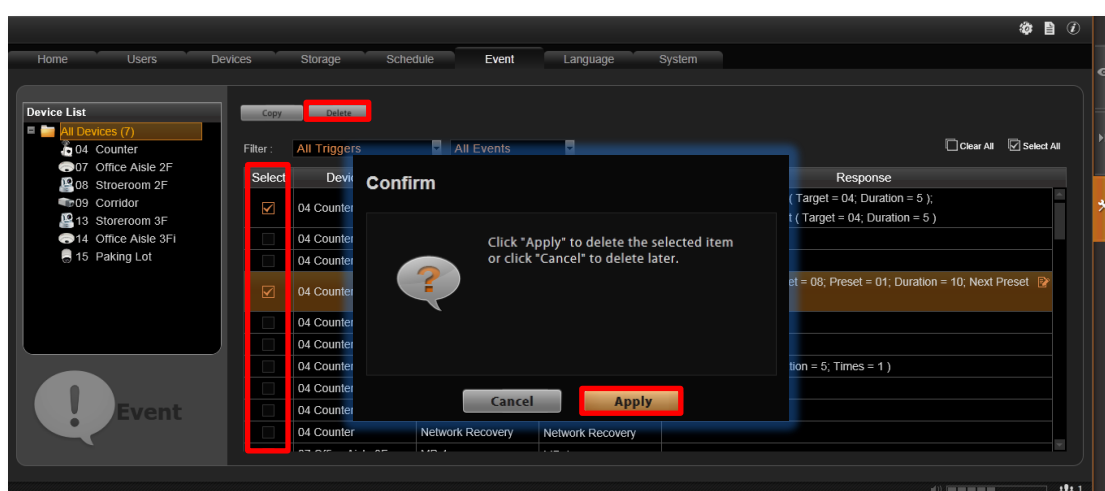 Home Users Devices Storage Schedule Event Language System
Device List
All Devices (7)
04 Counter
07 Office Aisle 2F
08 Stroeroom 2F
09 Corridor
13 Storeroom 3F
14 Office Aisle 3Fi
15 Paking Lot
Event
Copy Delete
Filter : All Triggers All Events Clear All Select All
Select Devi Response
04 Counter ( Target = 04; Duration = 5 );
t ( Target = 04; Duration = 5 )
04 Counter
04 Counter
04 Counter et = 08; Preset = 01; Duration = 10; Next Preset
04 Counter
04 Counter
04 Counter tion = 5; Times = 1 )
04 Counter
04 Counter
04 Counter Network Recovery Network Recovery
Confirm
Click "Apply" to delete the selected item
or click "Cancel" to delete later.
Cancel Apply
1